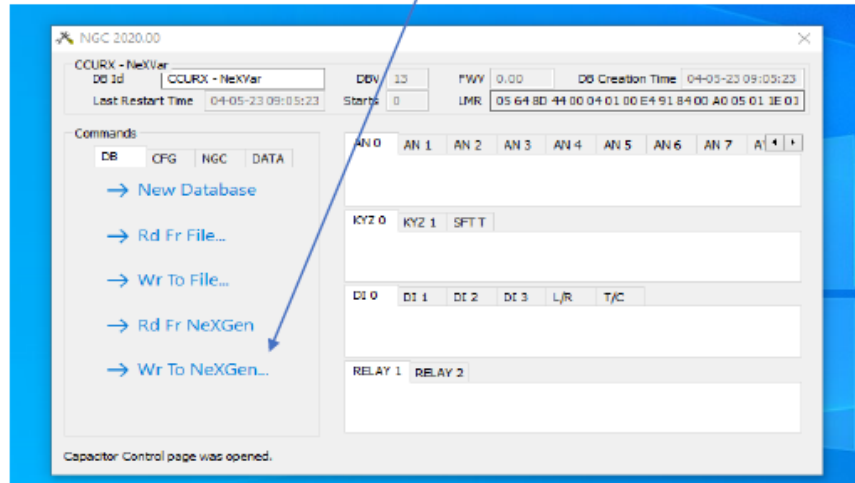 NGC 2020.00
CCURX - NeXVar
DB Id CCURX - NeXVar DBV 13 FWV 0.00 DB Creation Time 04-05-23 09:05:23
Last Restart Time 04-05-23 09:05:23 Starts 0 LMR 05 64 8D 44 00 04 01 00 E4 91 84 00 A0 05 01 1E 01
Commands
DB CFG NGC DATA
AN 0 AN 1 AN 2 AN 3 AN 4 AN 5 AN 6 AN 7
→ New Database
→ Rd Fr File...
KYZ 0 KYZ 1 SFT T
→ Wr To File...
DI 0 DI 1 DI 2 DI 3 L/R T/C
→ Rd Fr NeXGen
→ Wr To NeXGen...
RELAY 1 RELAY 2
Capacitor Control page was opened.